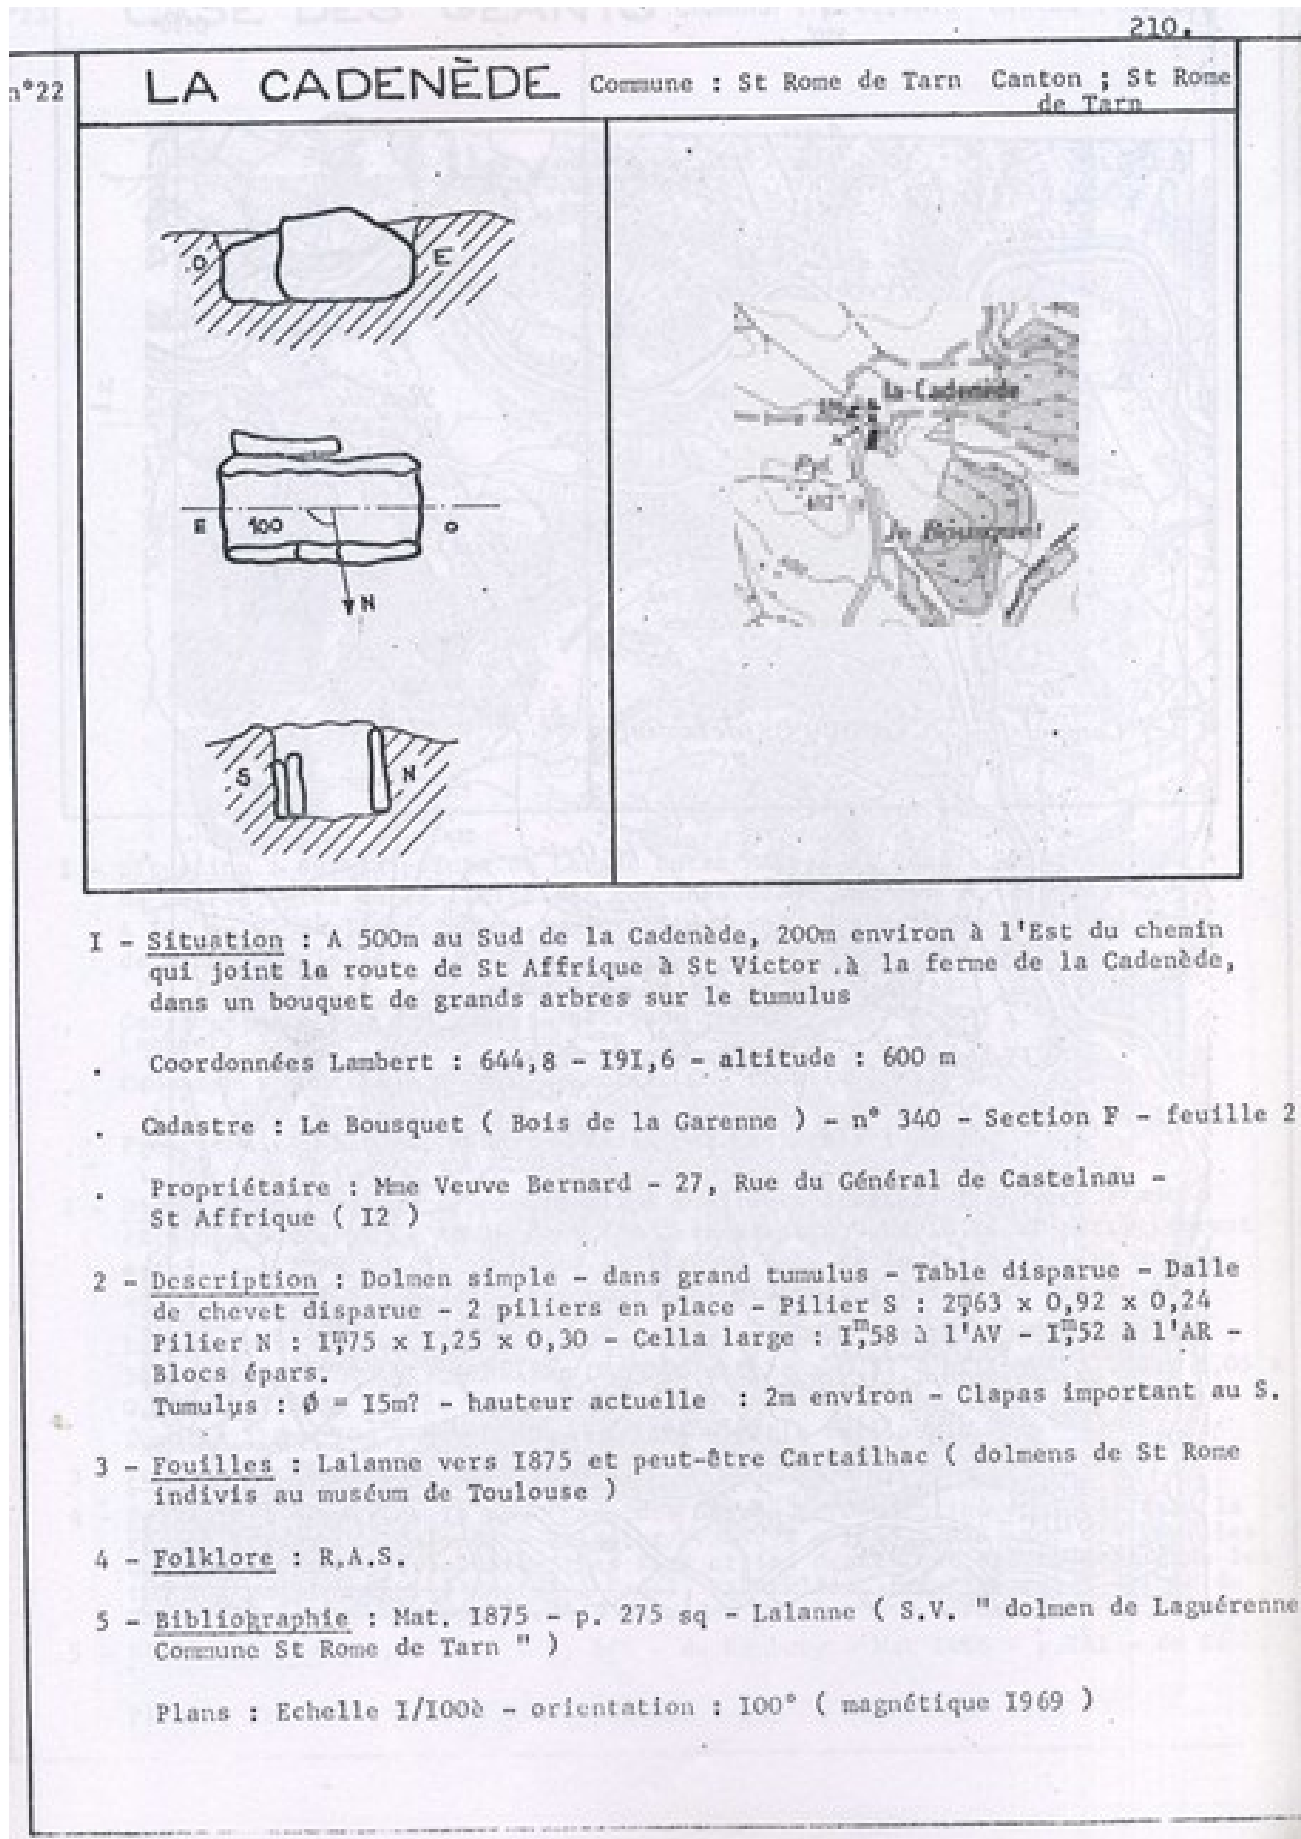 210.
n°22
LA CADENÈDE Commune : St Rome de Tarn Canton ; St Rome
de Tarn
O E
la Cadenède
le Bousquet
E 100 O
N
S N
I - Situation : A 500m au Sud de la Cadenède, 200m environ à l'Est du chemin
qui joint la route de St Affrique à St Victor .à la ferme de la Cadenède,
dans un bouquet de grands arbres sur le tumulus
. Coordonnées Lambert : 644,8 - I9I,6 - altitude : 600 m
. Cadastre : Le Bousquet ( Bois de la Garenne ) - n° 340 - Section F - feuille 2
. Propriétaire : Mme Veuve Bernard - 27, Rue du Général de Castelnau -
St Affrique ( I2 )
2 - Description : Dolmen simple - dans grand tumulus - Table disparue - Dalle
de chevet disparue - 2 piliers en place - Pilier S : 2m,63 x 0,92 x 0,24
Pilier N : Im,75 x I,25 x 0,30 - Cella large : Im,58 à l'AV - Im,52 à l'AR -
Blocs épars.
Tumulus : Ø = I5m? - hauteur actuelle : 2m environ - Clapas important au S.
3 - Fouilles : Lalanne vers I875 et peut-être Cartailhac ( dolmens de St Rome
indivis au muséum de Toulouse )
4 - Folklore : R.A.S.
5 - Bibliographie : Mat. I875 - p. 275 sq - Lalanne ( S.V. " dolmen de Laguérenne
Commune St Rome de Tarn " )
Plans : Echelle I/I00è - orientation : I00° ( magnétique I969 )